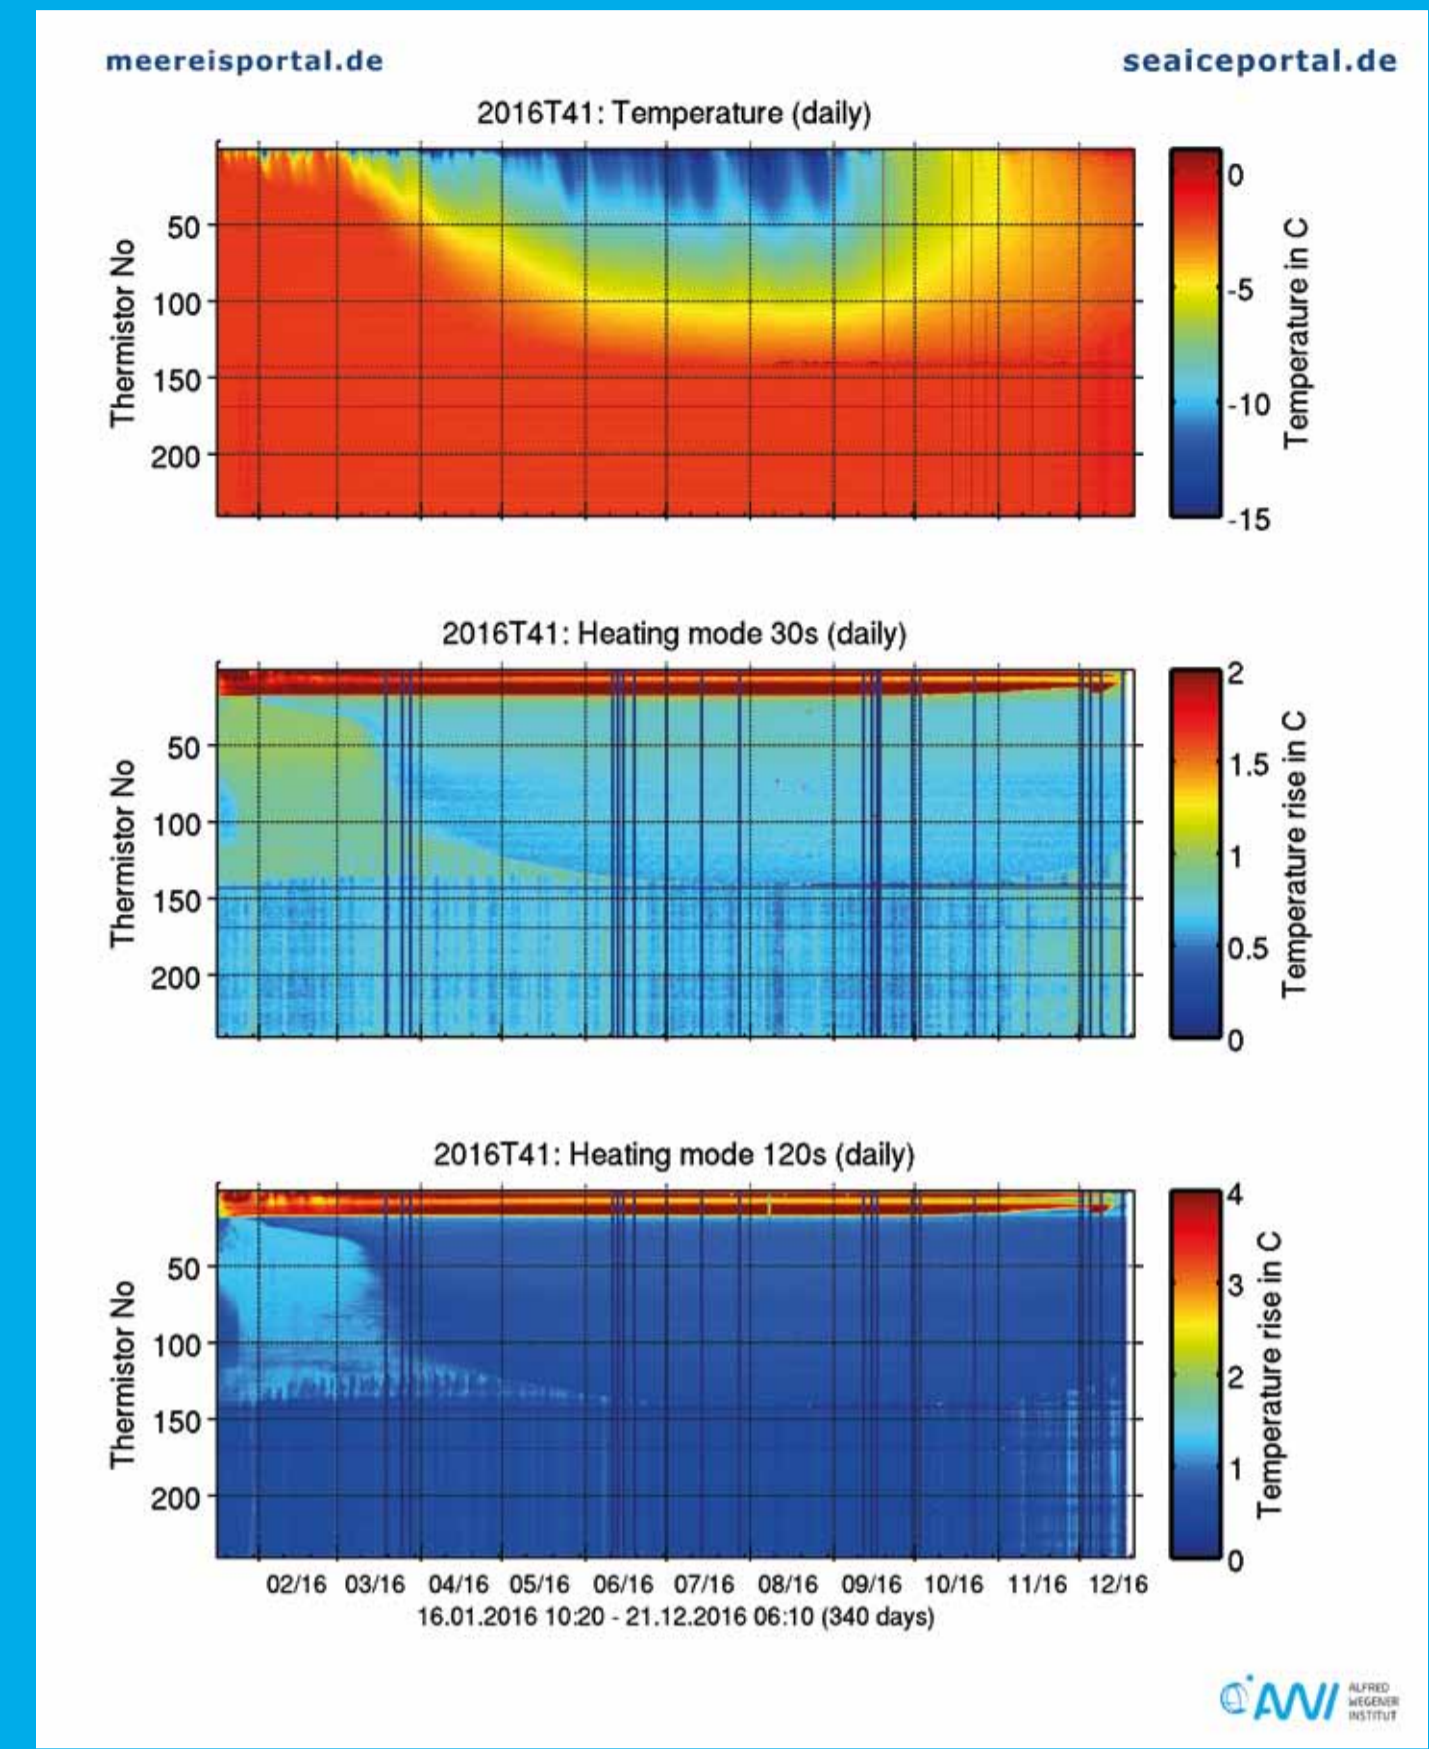 meereisportal.de
seaiceportal.de
2016T41: Temperature (daily)
Thermistor No
50
100
150
200
0
-5
-10
-15
Temperature in C
2016T41: Heating mode 30s (daily)
Thermistor No
50
100
150
200
2
1.5
1
0.5
0
Temperature rise in C
2016T41: Heating mode 120s (daily)
Thermistor No
50
100
150
200
4
3
2
1
0
Temperature rise in C
02/16 03/16 04/16 05/16 06/16 07/16 08/16 09/16 10/16 11/16 12/16
16.01.2016 10:20 - 21.12.2016 06:10 (340 days)
AWI
ALFRED
WEGENER
INSTITUT